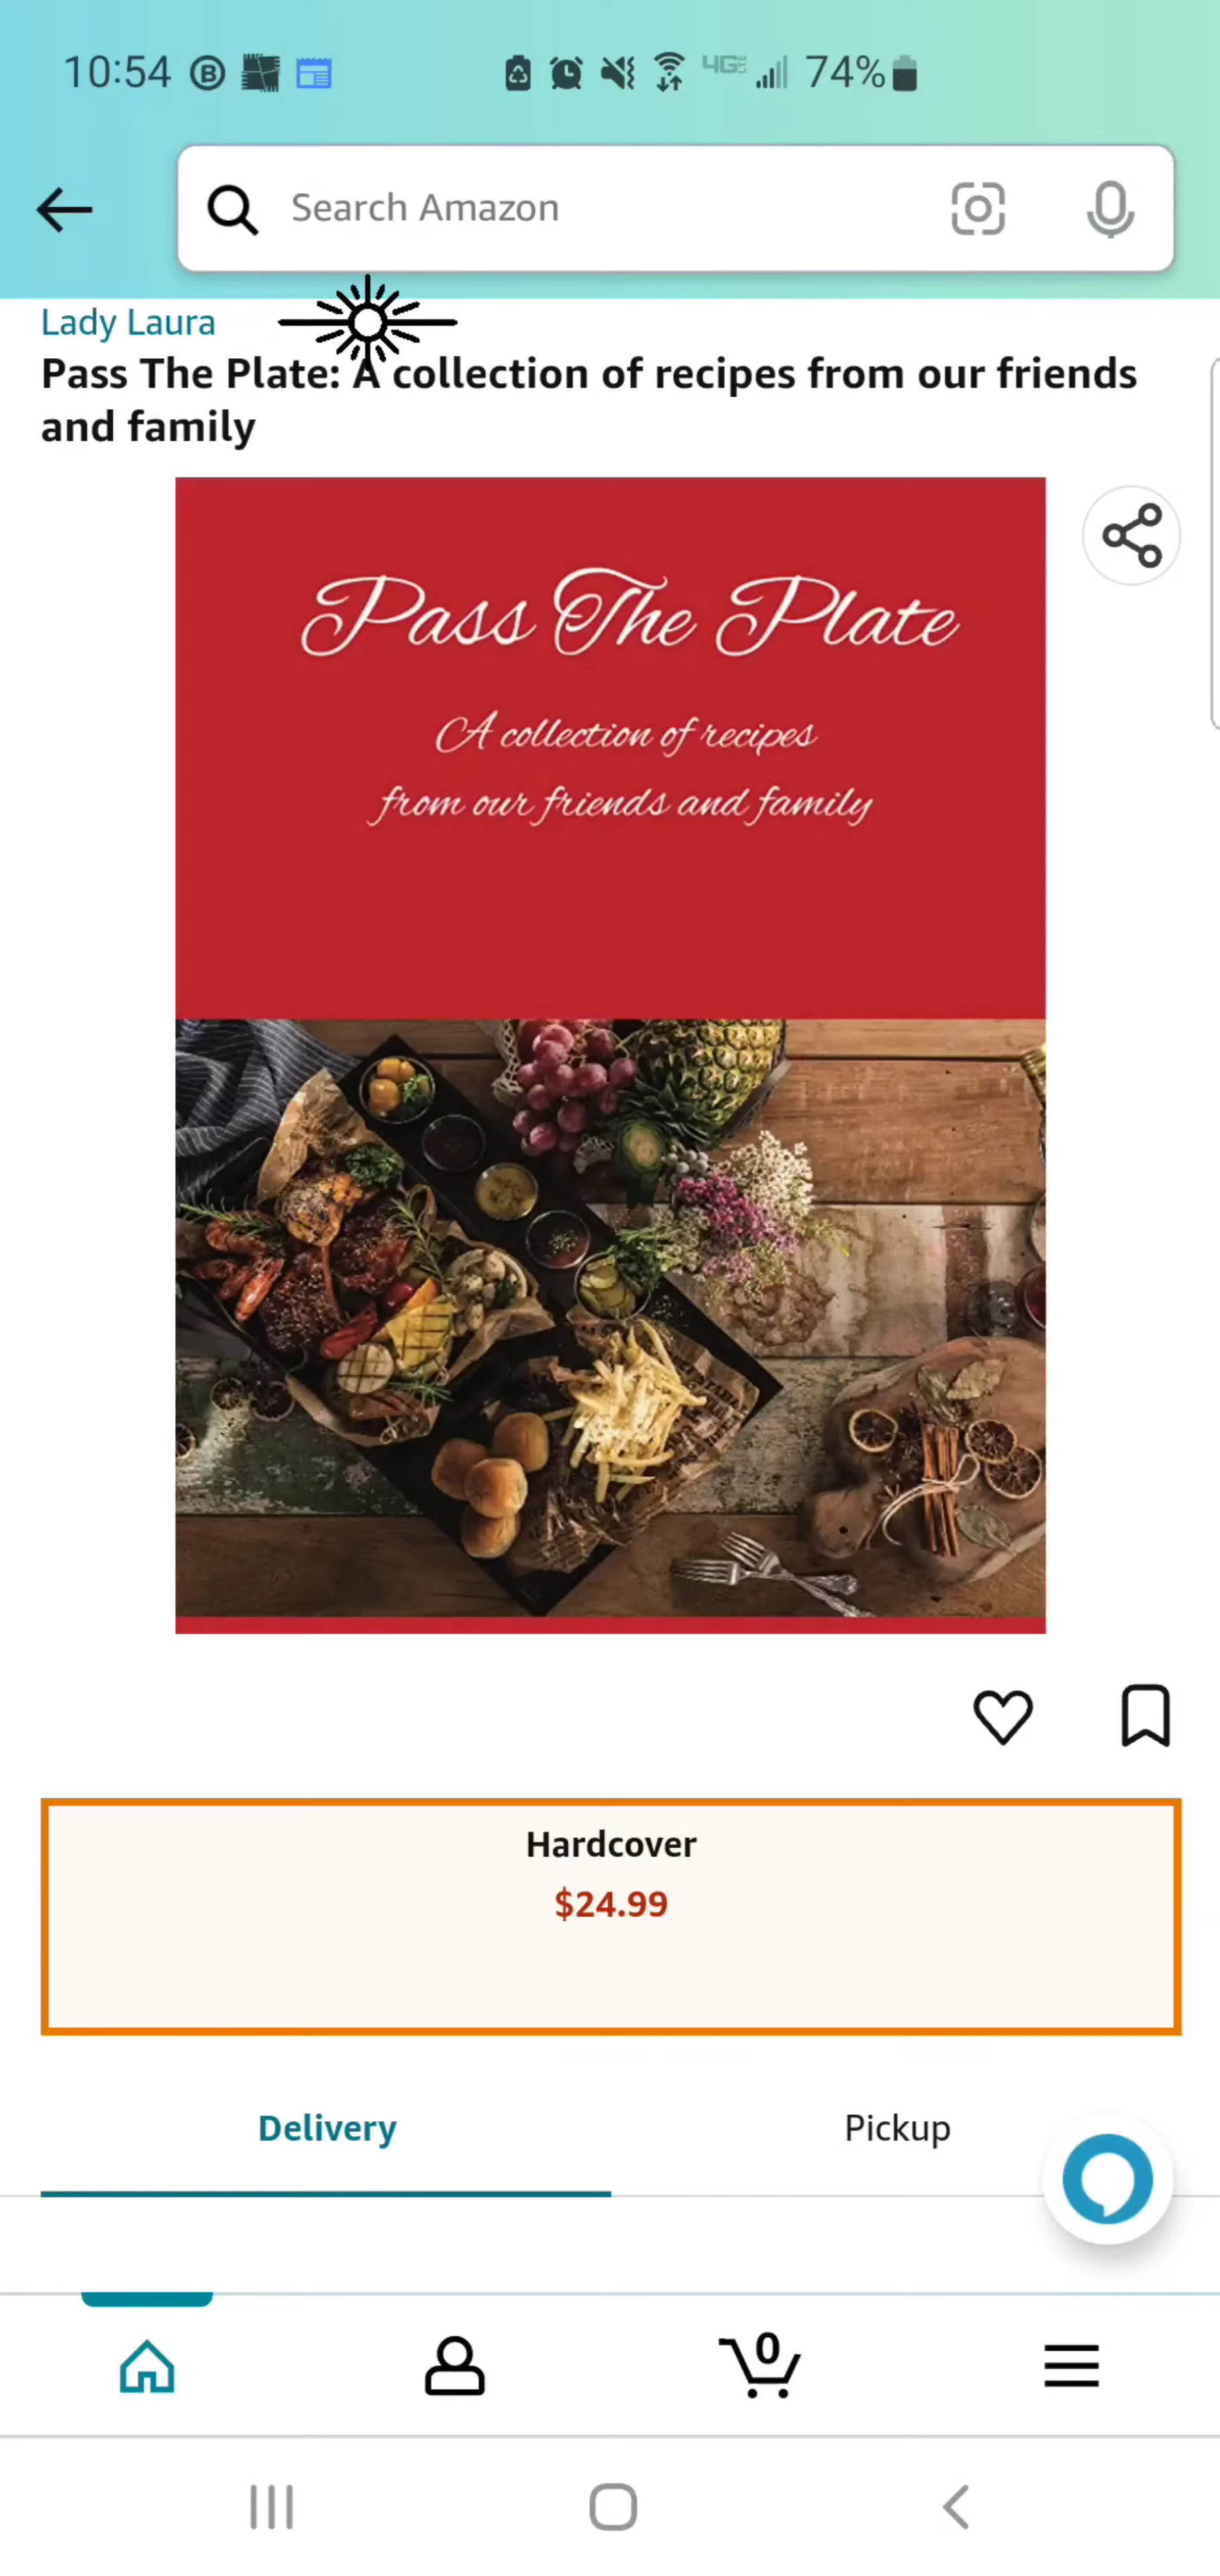 10:54 B 4GE 74%
Search Amazon
Lady Laura
Pass The Plate: A collection of recipes from our friends
and family
Pass The Plate
A collection of recipes
from our friends and family
Hardcover
$24.99
Delivery Pickup
0